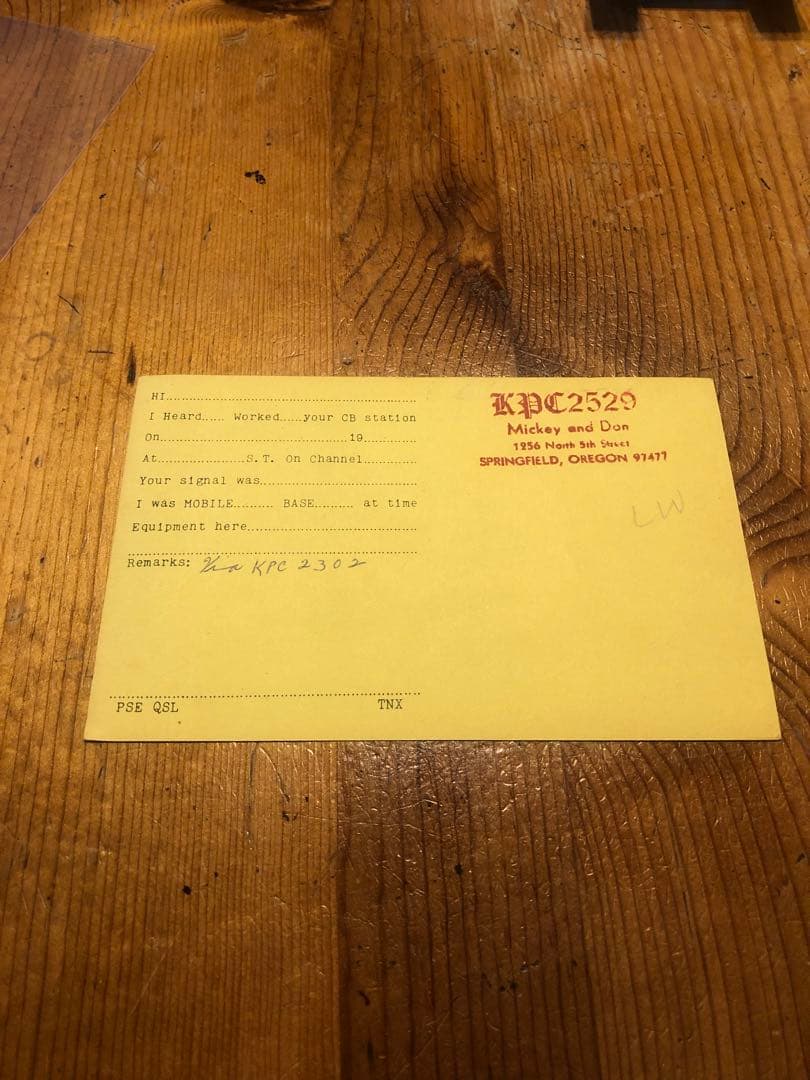 HI..........................................................
I Heard...... Worked.....your CB station
On.............................................19............
At.....................S.T. On Channel.............
Your signal was.....................................
I was MOBILE......... BASE......... at time
Equipment here.......................................
.................................................................
Remarks: Via KPC 2302
.................................................................
PSE QSL TNX
KPC2529
Mickey and Don
1256 North 5th Street
SPRINGFIELD, OREGON 97477
LW